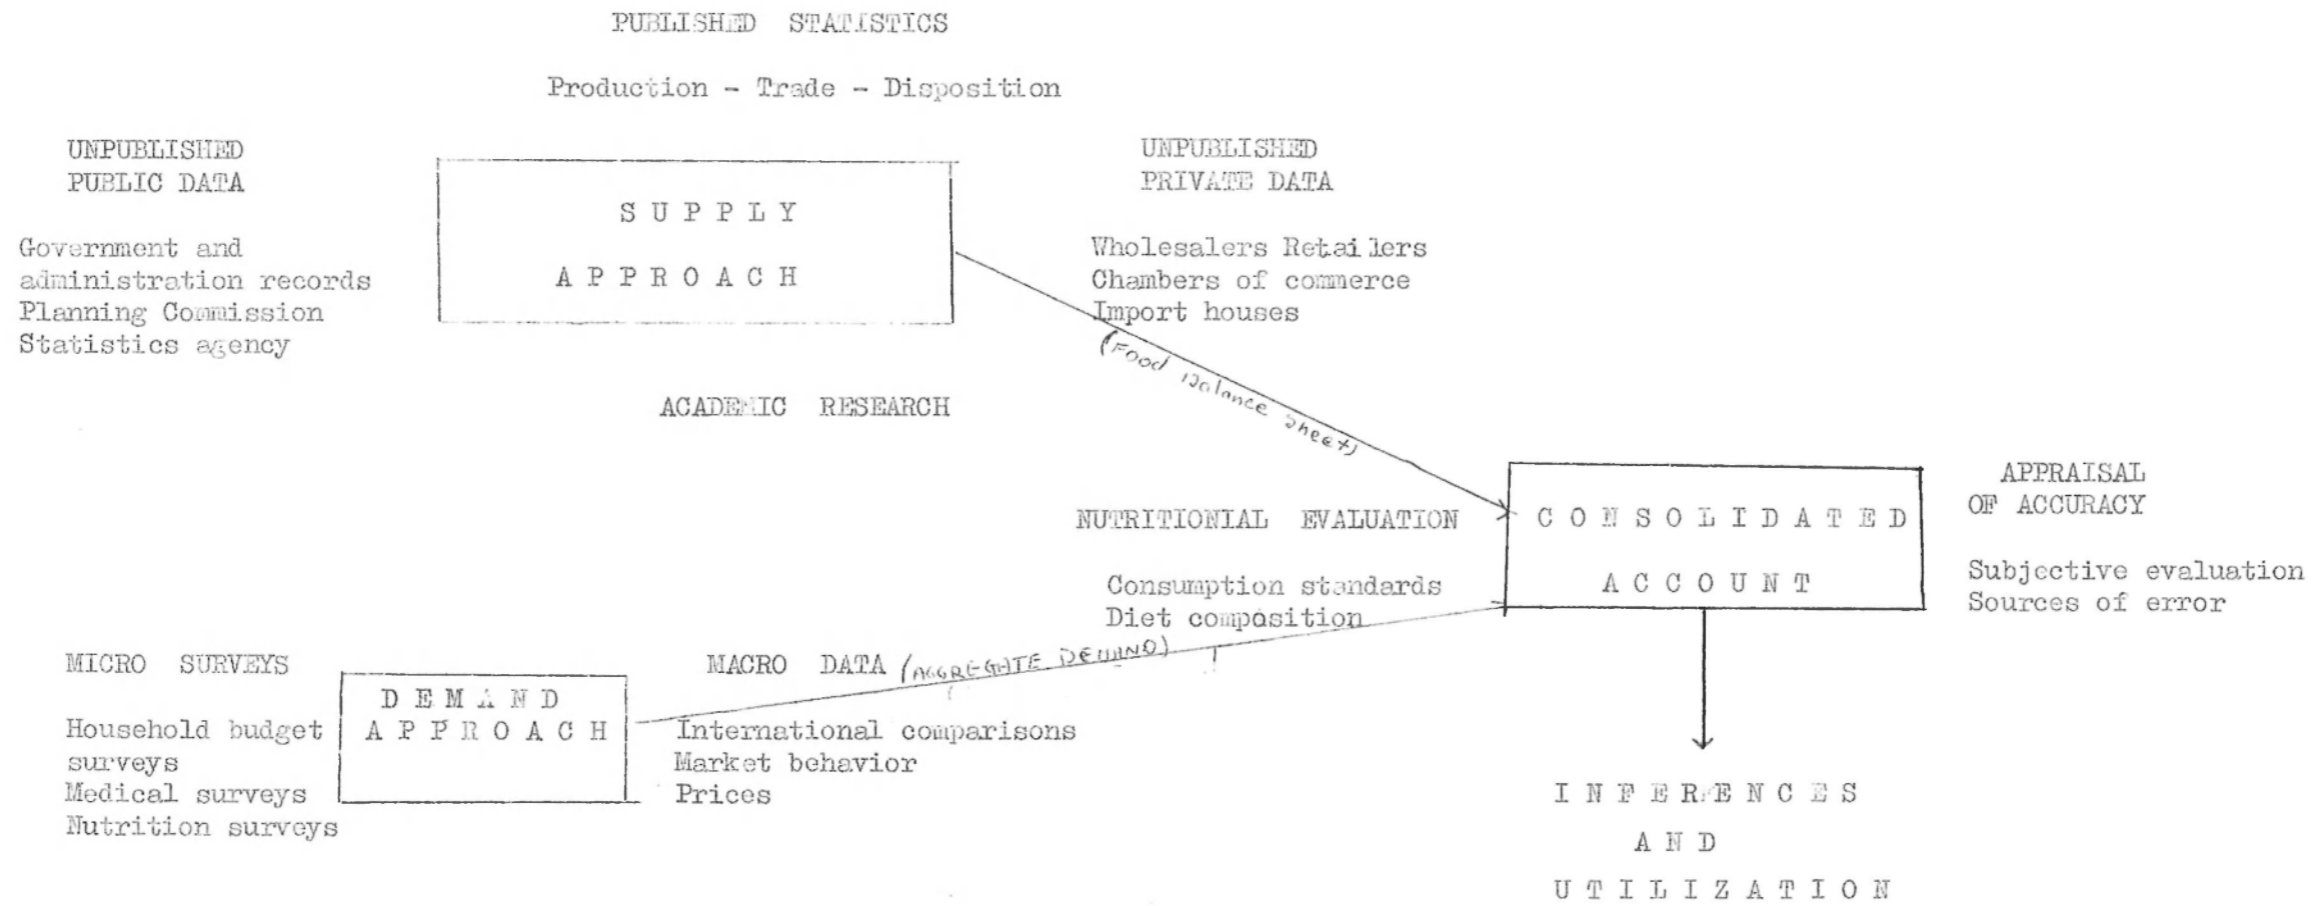 PUBLISHED STATISTICS
Production - Trade - Disposition
UNPUBLISHED
PUBLIC DATA
Government and
administration records
Planning Commission
Statistics agency
S U P P L Y
A P P R O A C H
UNPUBLISHED
PRIVATE DATA
Wholesalers Retailers
Chambers of commerce
Import houses
(Food Balance Sheet)
ACADEMIC RESEARCH
NUTRITIONIAL EVALUATION
Consumption standards
Diet composition
C O N S O L I D A T E D
A C C O U N T
APPRAISAL
OF ACCURACY
Subjective evaluation
Sources of error
MICRO SURVEYS
Household budget
surveys
Medical surveys
Nutrition surveys
D E M A N D
A P P R O A C H
MACRO DATA (AGGREGATE DEMAND)
International comparisons
Market behavior
Prices
I N F E R E N C E S
A N D
U T I L I Z A T I O N